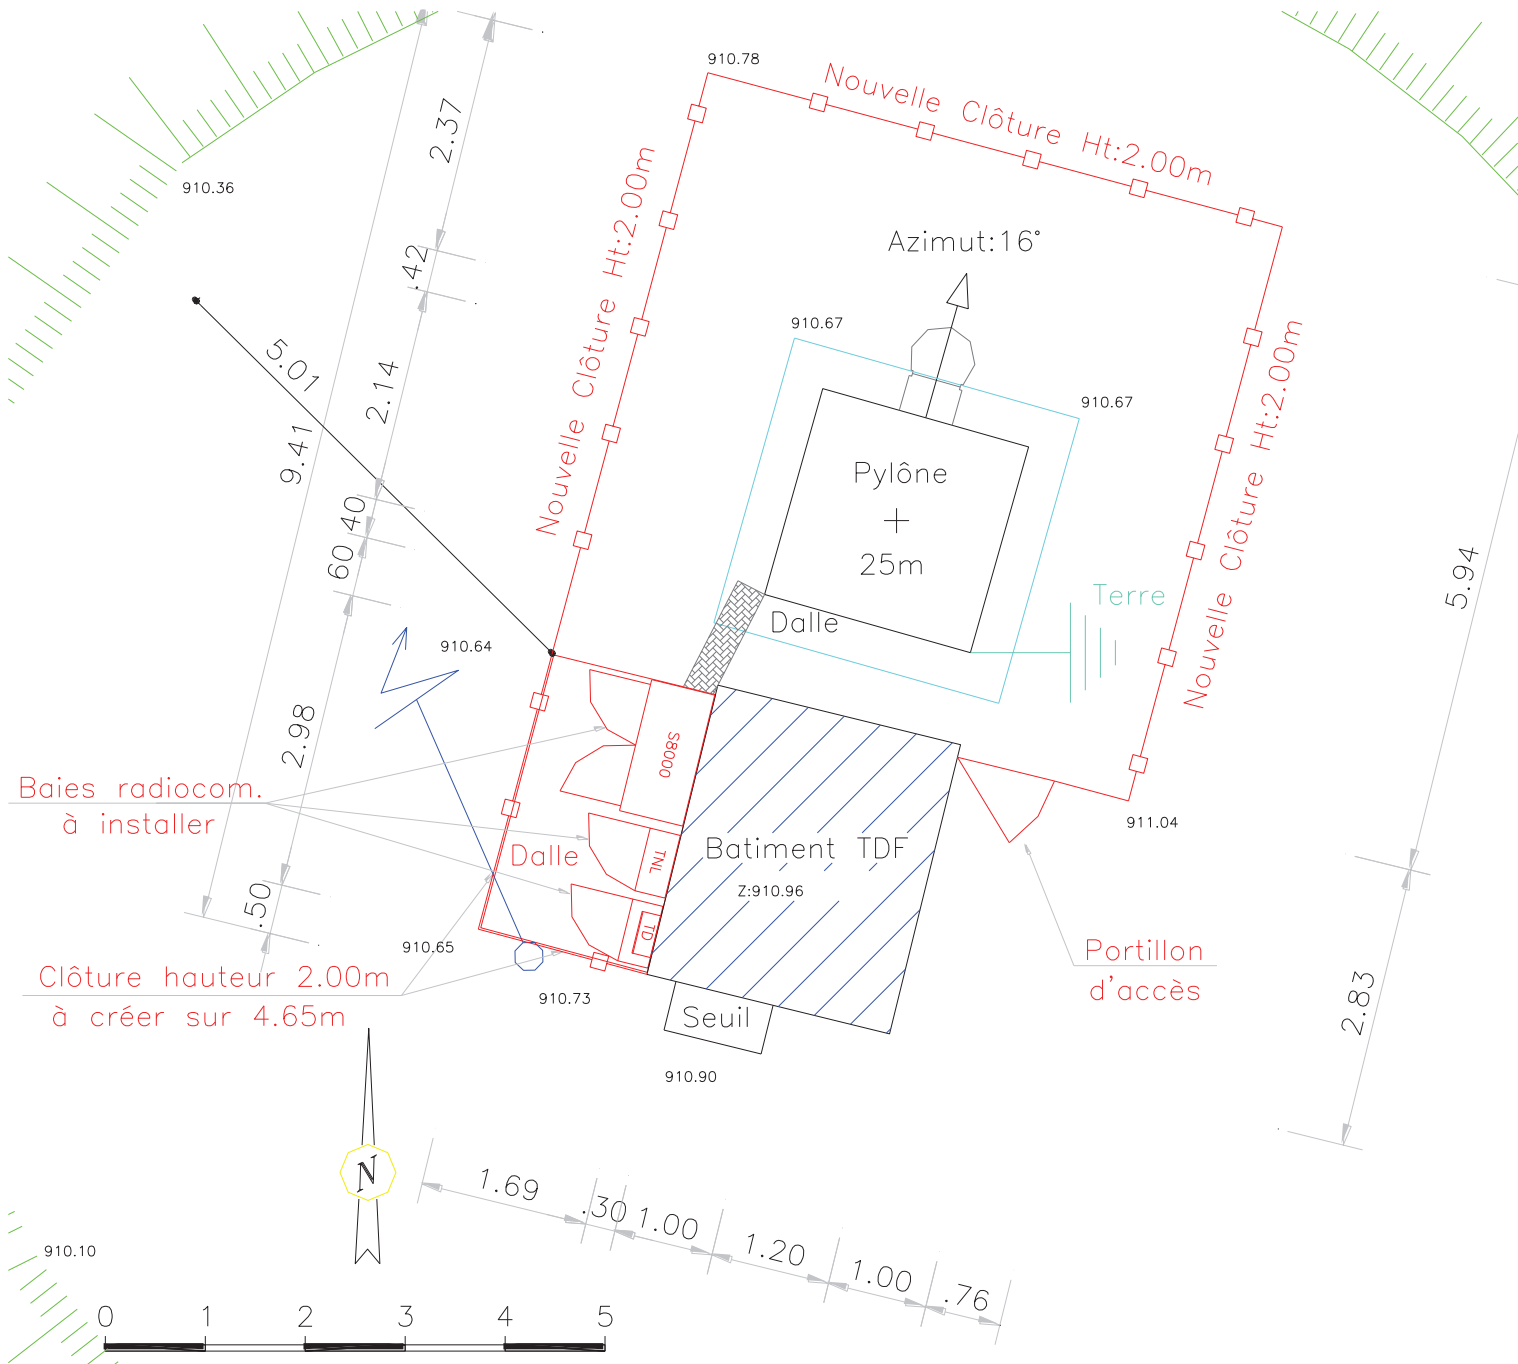 910.78
Nouvelle Clôture Ht:2.00m
2.37
910.36
Nouvelle Clôture Ht:2.00m
Azimut:16°
.42
910.67
5.01
2.14
910.67
9.41
Nouvelle Clôture Ht:2.00m
Pylône
25m
40
60
5.94
Terre
Dalle
910.64
2.98
S8000
Baies radiocom.
à installer
911.04
Batiment TDF
Dalle
TNL
Z:910.96
.50
TD
910.65
Portillon
d'accès
Clôture hauteur 2.00m
à créer sur 4.65m
910.73
Seuil
2.83
910.90
N
1.69
.30
1.00
1.20
1.00
.76
910.10
0 1 2 3 4 5